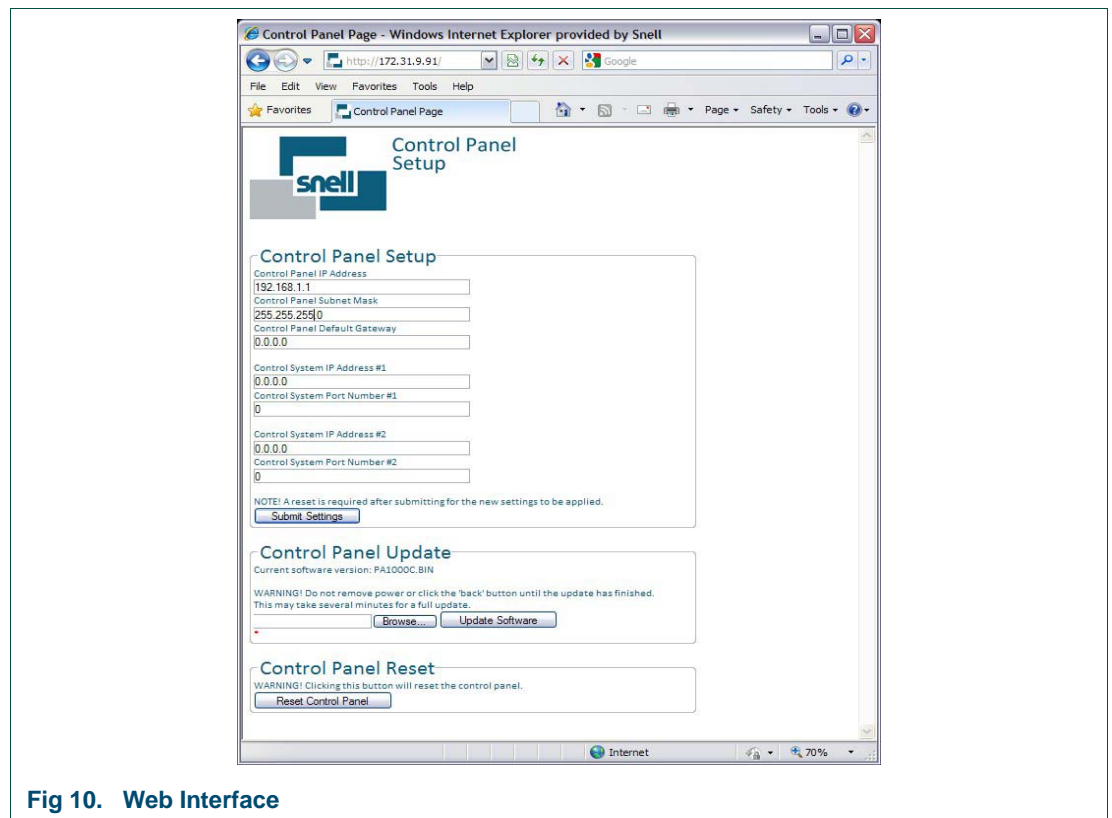 Control Panel Page - Windows Internet Explorer provided by Snell
http://172.31.9.91/
Google
File Edit View Favorites Tools Help
Favorites
Control Panel Page
Page
Safety
Tools
snell
Control Panel
Setup
Control Panel Setup
Control Panel IP Address
192.168.1.1
Control Panel Subnet Mask
255.255.255.0
Control Panel Default Gateway
0.0.0.0
Control System IP Address #1
0.0.0.0
Control System Port Number #1
0
Control System IP Address #2
0.0.0.0
Control System Port Number #2
0
NOTE! A reset is required after submitting for the new settings to be applied.
Submit Settings
Control Panel Update
Current software version: PA1000C.BIN
WARNING! Do not remove power or click the 'back' button until the update has finished.
This may take several minutes for a full update.
Browse... Update Software
*
Control Panel Reset
WARNING! Clicking this button will reset the control panel.
Reset Control Panel
Internet
70%
Fig 10. Web Interface